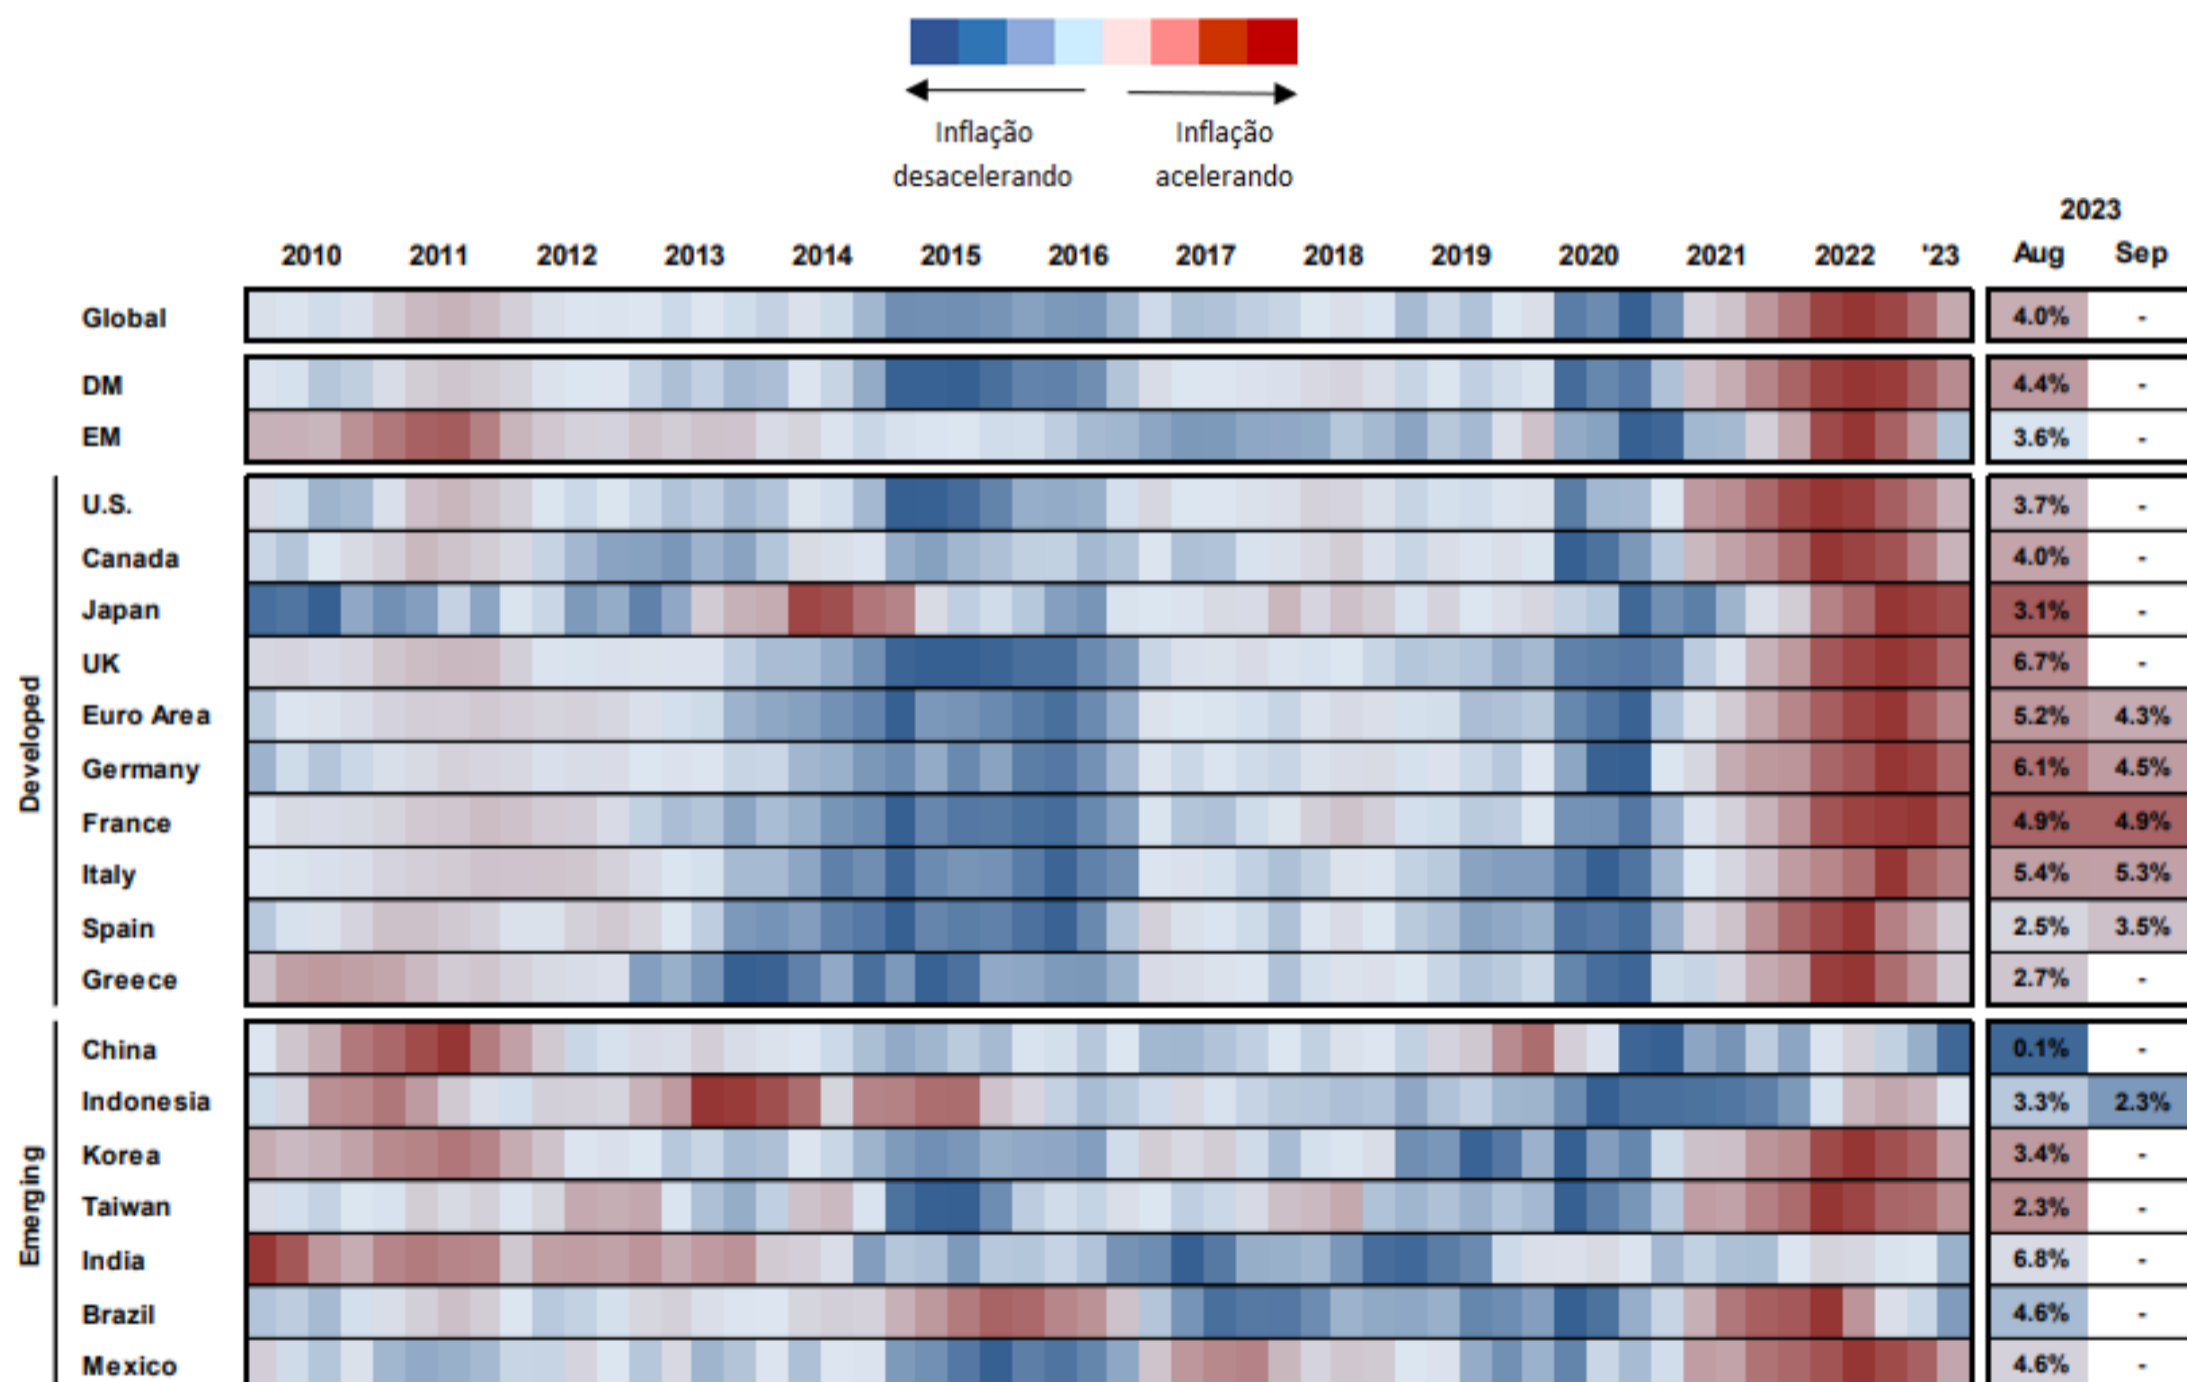 Inflação desacelerando
Inflação acelerando
2023
2010 2011 2012 2013 2014 2015 2016 2017 2018 2019 2020 2021 2022 '23 Aug Sep
Global 4.0% -
DM 4.4% -
EM 3.6% -
Developed
U.S. 3.7% -
Canada 4.0% -
Japan 3.1% -
UK 6.7% -
Euro Area 5.2% 4.3%
Germany 6.1% 4.5%
France 4.9% 4.9%
Italy 5.4% 5.3%
Spain 2.5% 3.5%
Greece 2.7% -
Emerging
China 0.1% -
Indonesia 3.3% 2.3%
Korea 3.4% -
Taiwan 2.3% -
India 6.8% -
Brazil 4.6% -
Mexico 4.6% -